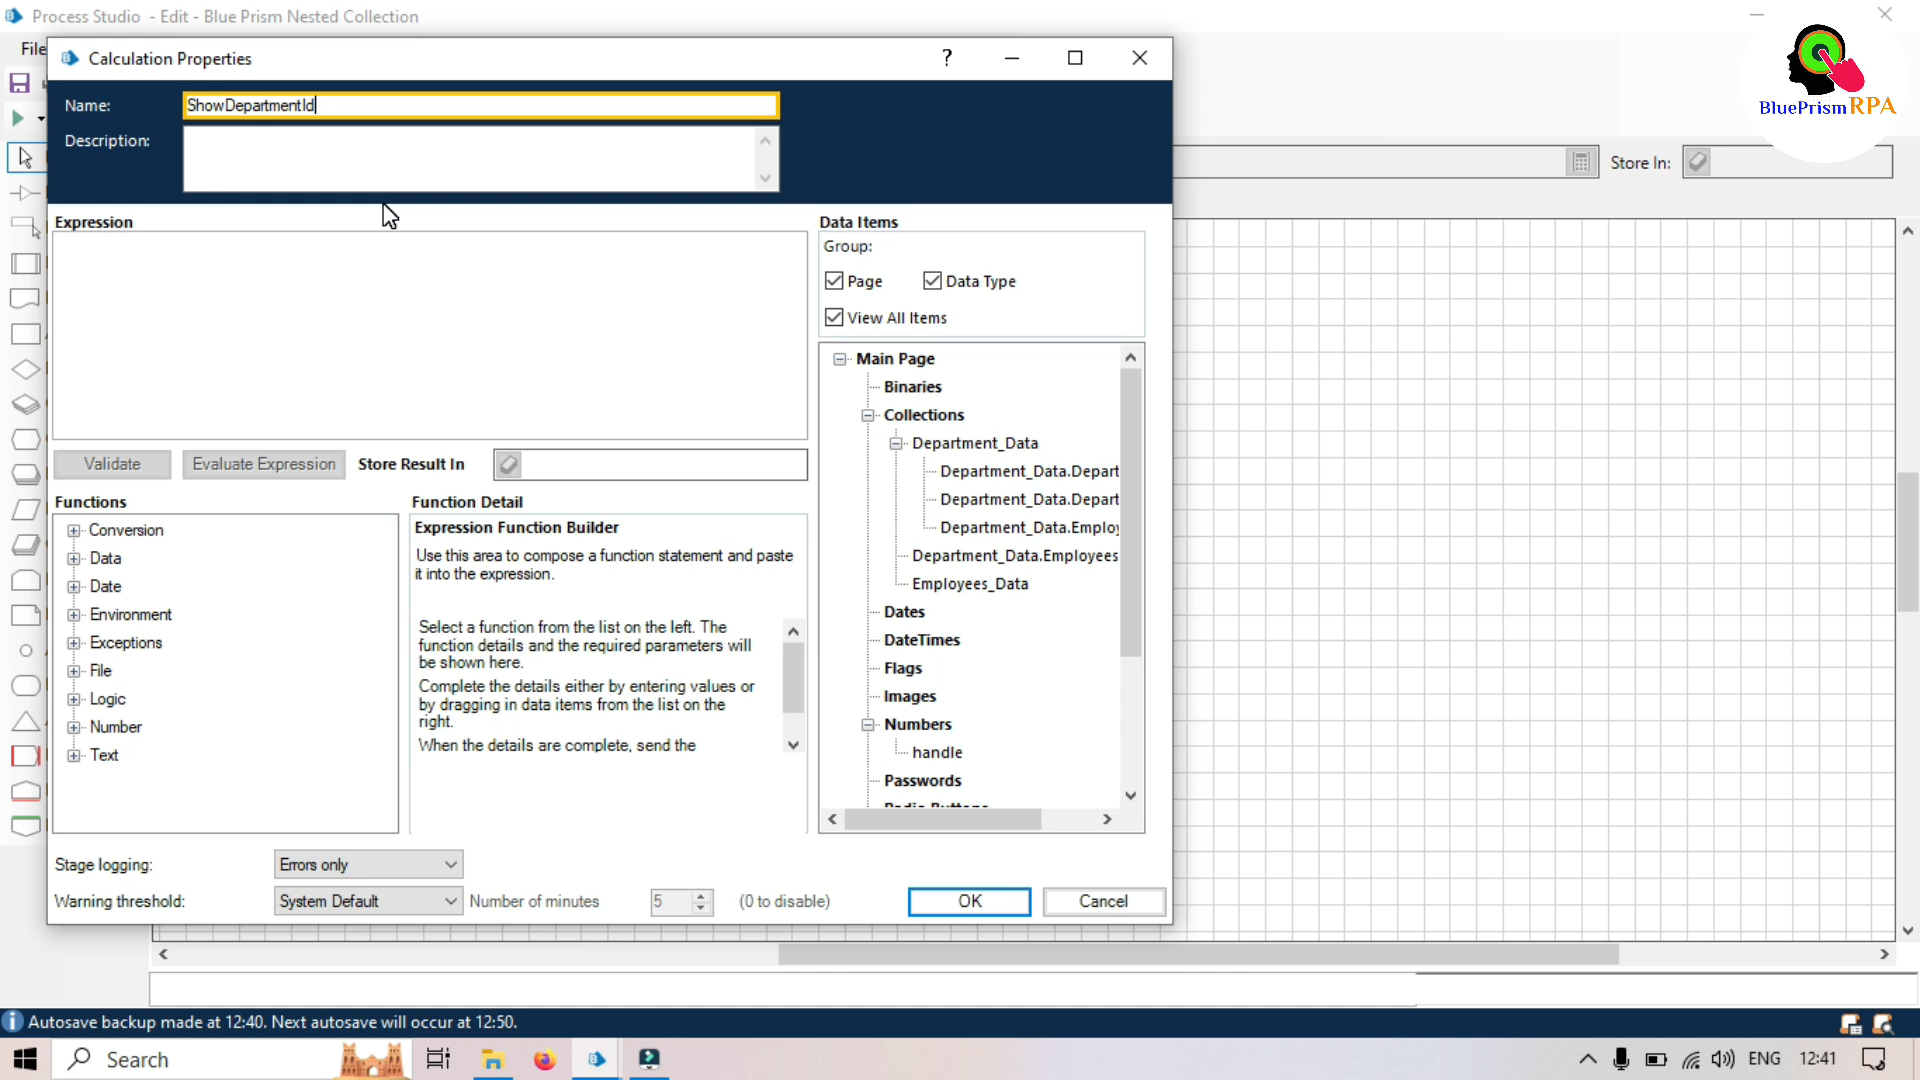 Process Studio - Edit - Blue Prism Nested Collection
File
Calculation Properties
?
Name:
ShowDepartmentId
Description:
BluePrismRPA
Store In:
Expression
Data Items
Group:
Page
Data Type
View All Items
Main Page
Binaries
Collections
Department_Data
Department_Data.Depart
Department_Data.Depart
Department_Data.Employ
Department_Data.Employees
Employees_Data
Dates
DateTimes
Flags
Images
Numbers
handle
Passwords
Validate
Evaluate Expression
Store Result In
Functions
Conversion
Data
Date
Environment
Exceptions
File
Logic
Number
Text
Function Detail
Expression Function Builder
Use this area to compose a function statement and paste
it into the expression.
Select a function from the list on the left. The
function details and the required parameters will
be shown here.
Complete the details either by entering values or
by dragging in data items from the list on the
right.
When the details are complete, send the
Stage logging:
Errors only
Warning threshold:
System Default
Number of minutes
5
(0 to disable)
OK
Cancel
Autosave backup made at 12:40. Next autosave will occur at 12:50.
Search
ENG
12:41